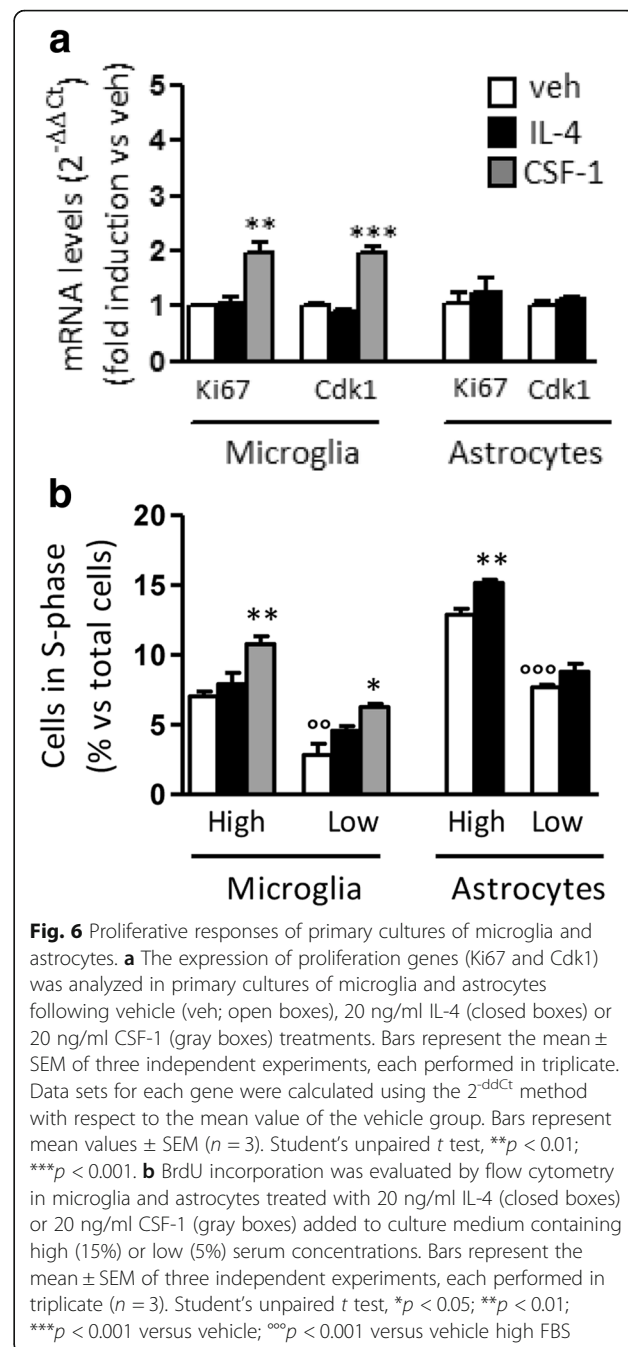 a
mRNA levels (2^-ΔΔCt)
(fold induction vs veh)
5
4
3
2
1
0
veh
IL-4
CSF-1
**
***
Ki67 Cdk1 Ki67 Cdk1
Microglia Astrocytes
b
Cells in S-phase
(% vs total cells)
20
15
10
5
0
**
°°
*
**
°°°
High Low High Low
Microglia Astrocytes
Fig. 6 Proliferative responses of primary cultures of microglia and
astrocytes. a The expression of proliferation genes (Ki67 and Cdk1)
was analyzed in primary cultures of microglia and astrocytes
following vehicle (veh; open boxes), 20 ng/ml IL-4 (closed boxes) or
20 ng/ml CSF-1 (gray boxes) treatments. Bars represent the mean ±
SEM of three independent experiments, each performed in triplicate.
Data sets for each gene were calculated using the 2^-ddCt method
with respect to the mean value of the vehicle group. Bars represent
mean values ± SEM (n = 3). Student's unpaired t test, **p < 0.01;
***p < 0.001. b BrdU incorporation was evaluated by flow cytometry
in microglia and astrocytes treated with 20 ng/ml IL-4 (closed boxes)
or 20 ng/ml CSF-1 (gray boxes) added to culture medium containing
high (15%) or low (5%) serum concentrations. Bars represent the
mean ± SEM of three independent experiments, each performed in
triplicate (n = 3). Student's unpaired t test, *p < 0.05; **p < 0.01;
***p < 0.001 versus vehicle; °°°p < 0.001 versus vehicle high FBS